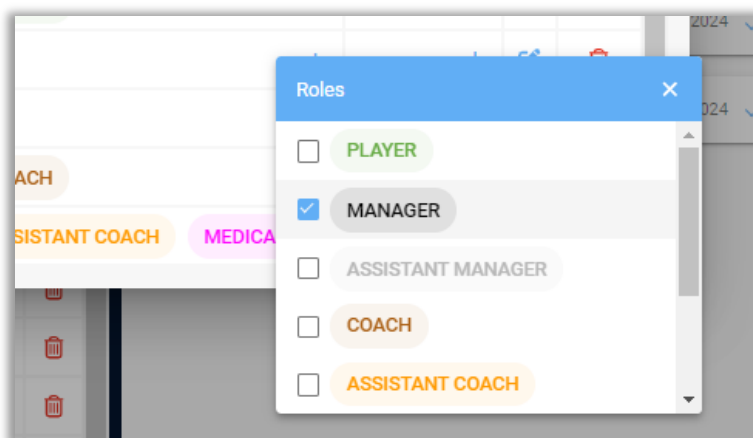 2024
Roles
2024
PLAYER
ACH
MANAGER
SISTANT COACH MEDICA
ASSISTANT MANAGER
COACH
ASSISTANT COACH